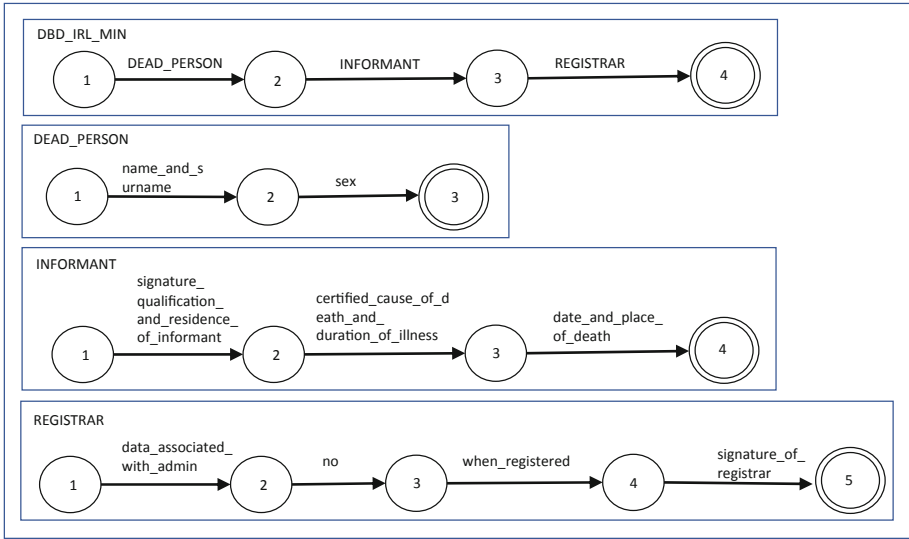 DBD_IRL_MIN
DEAD_PERSON
INFORMANT
REGISTRAR
1
2
3
4
DEAD_PERSON
name_and_s
urname
sex
1
2
3
INFORMANT
signature_
qualification_
and_residence_
of_informant
certified_cause_of_d
eath_and_
duration_of_illness
date_and_place_
of_death
1
2
3
4
REGISTRAR
data_associated_
with_admin
no
when_registered
signature_of_
registrar
1
2
3
4
5